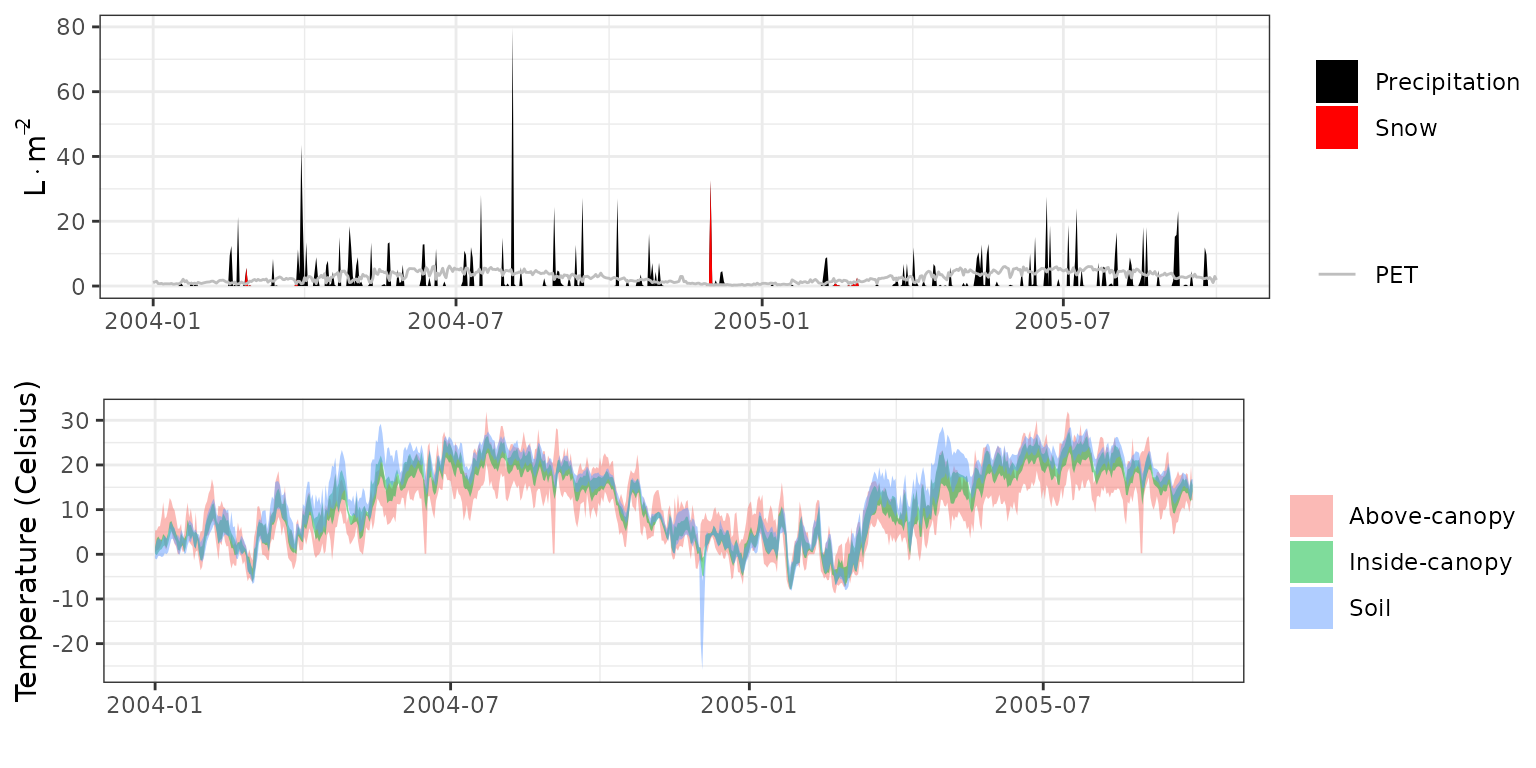 80
60
40
20
0
L · m⁻²
2004-01
2004-07
2005-01
2005-07
Precipitation
Snow
PET
30
20
10
0
-10
-20
Temperature (Celsius)
2004-01
2004-07
2005-01
2005-07
Above-canopy
Inside-canopy
Soil